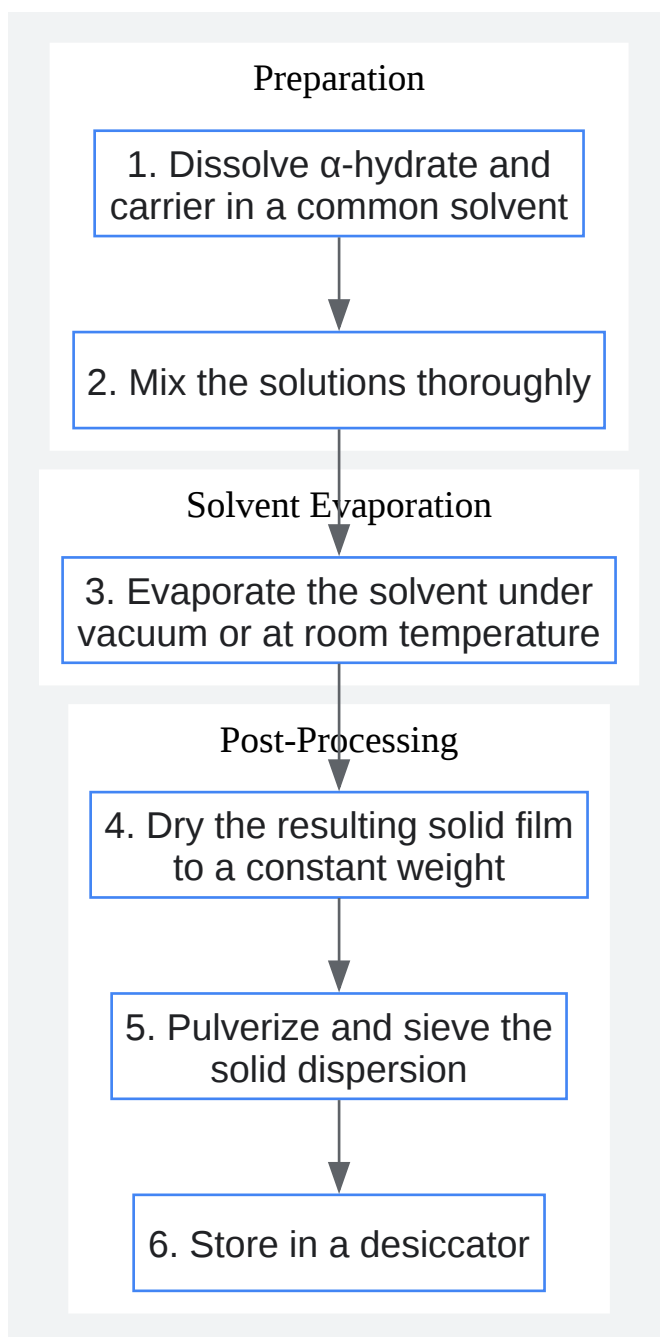 Preparation
1. Dissolve α-hydrate and
carrier in a common solvent
2. Mix the solutions thoroughly
Solvent Evaporation
3. Evaporate the solvent under
vacuum or at room temperature
Post-Processing
4. Dry the resulting solid film
to a constant weight
5. Pulverize and sieve the
solid dispersion
6. Store in a desiccator